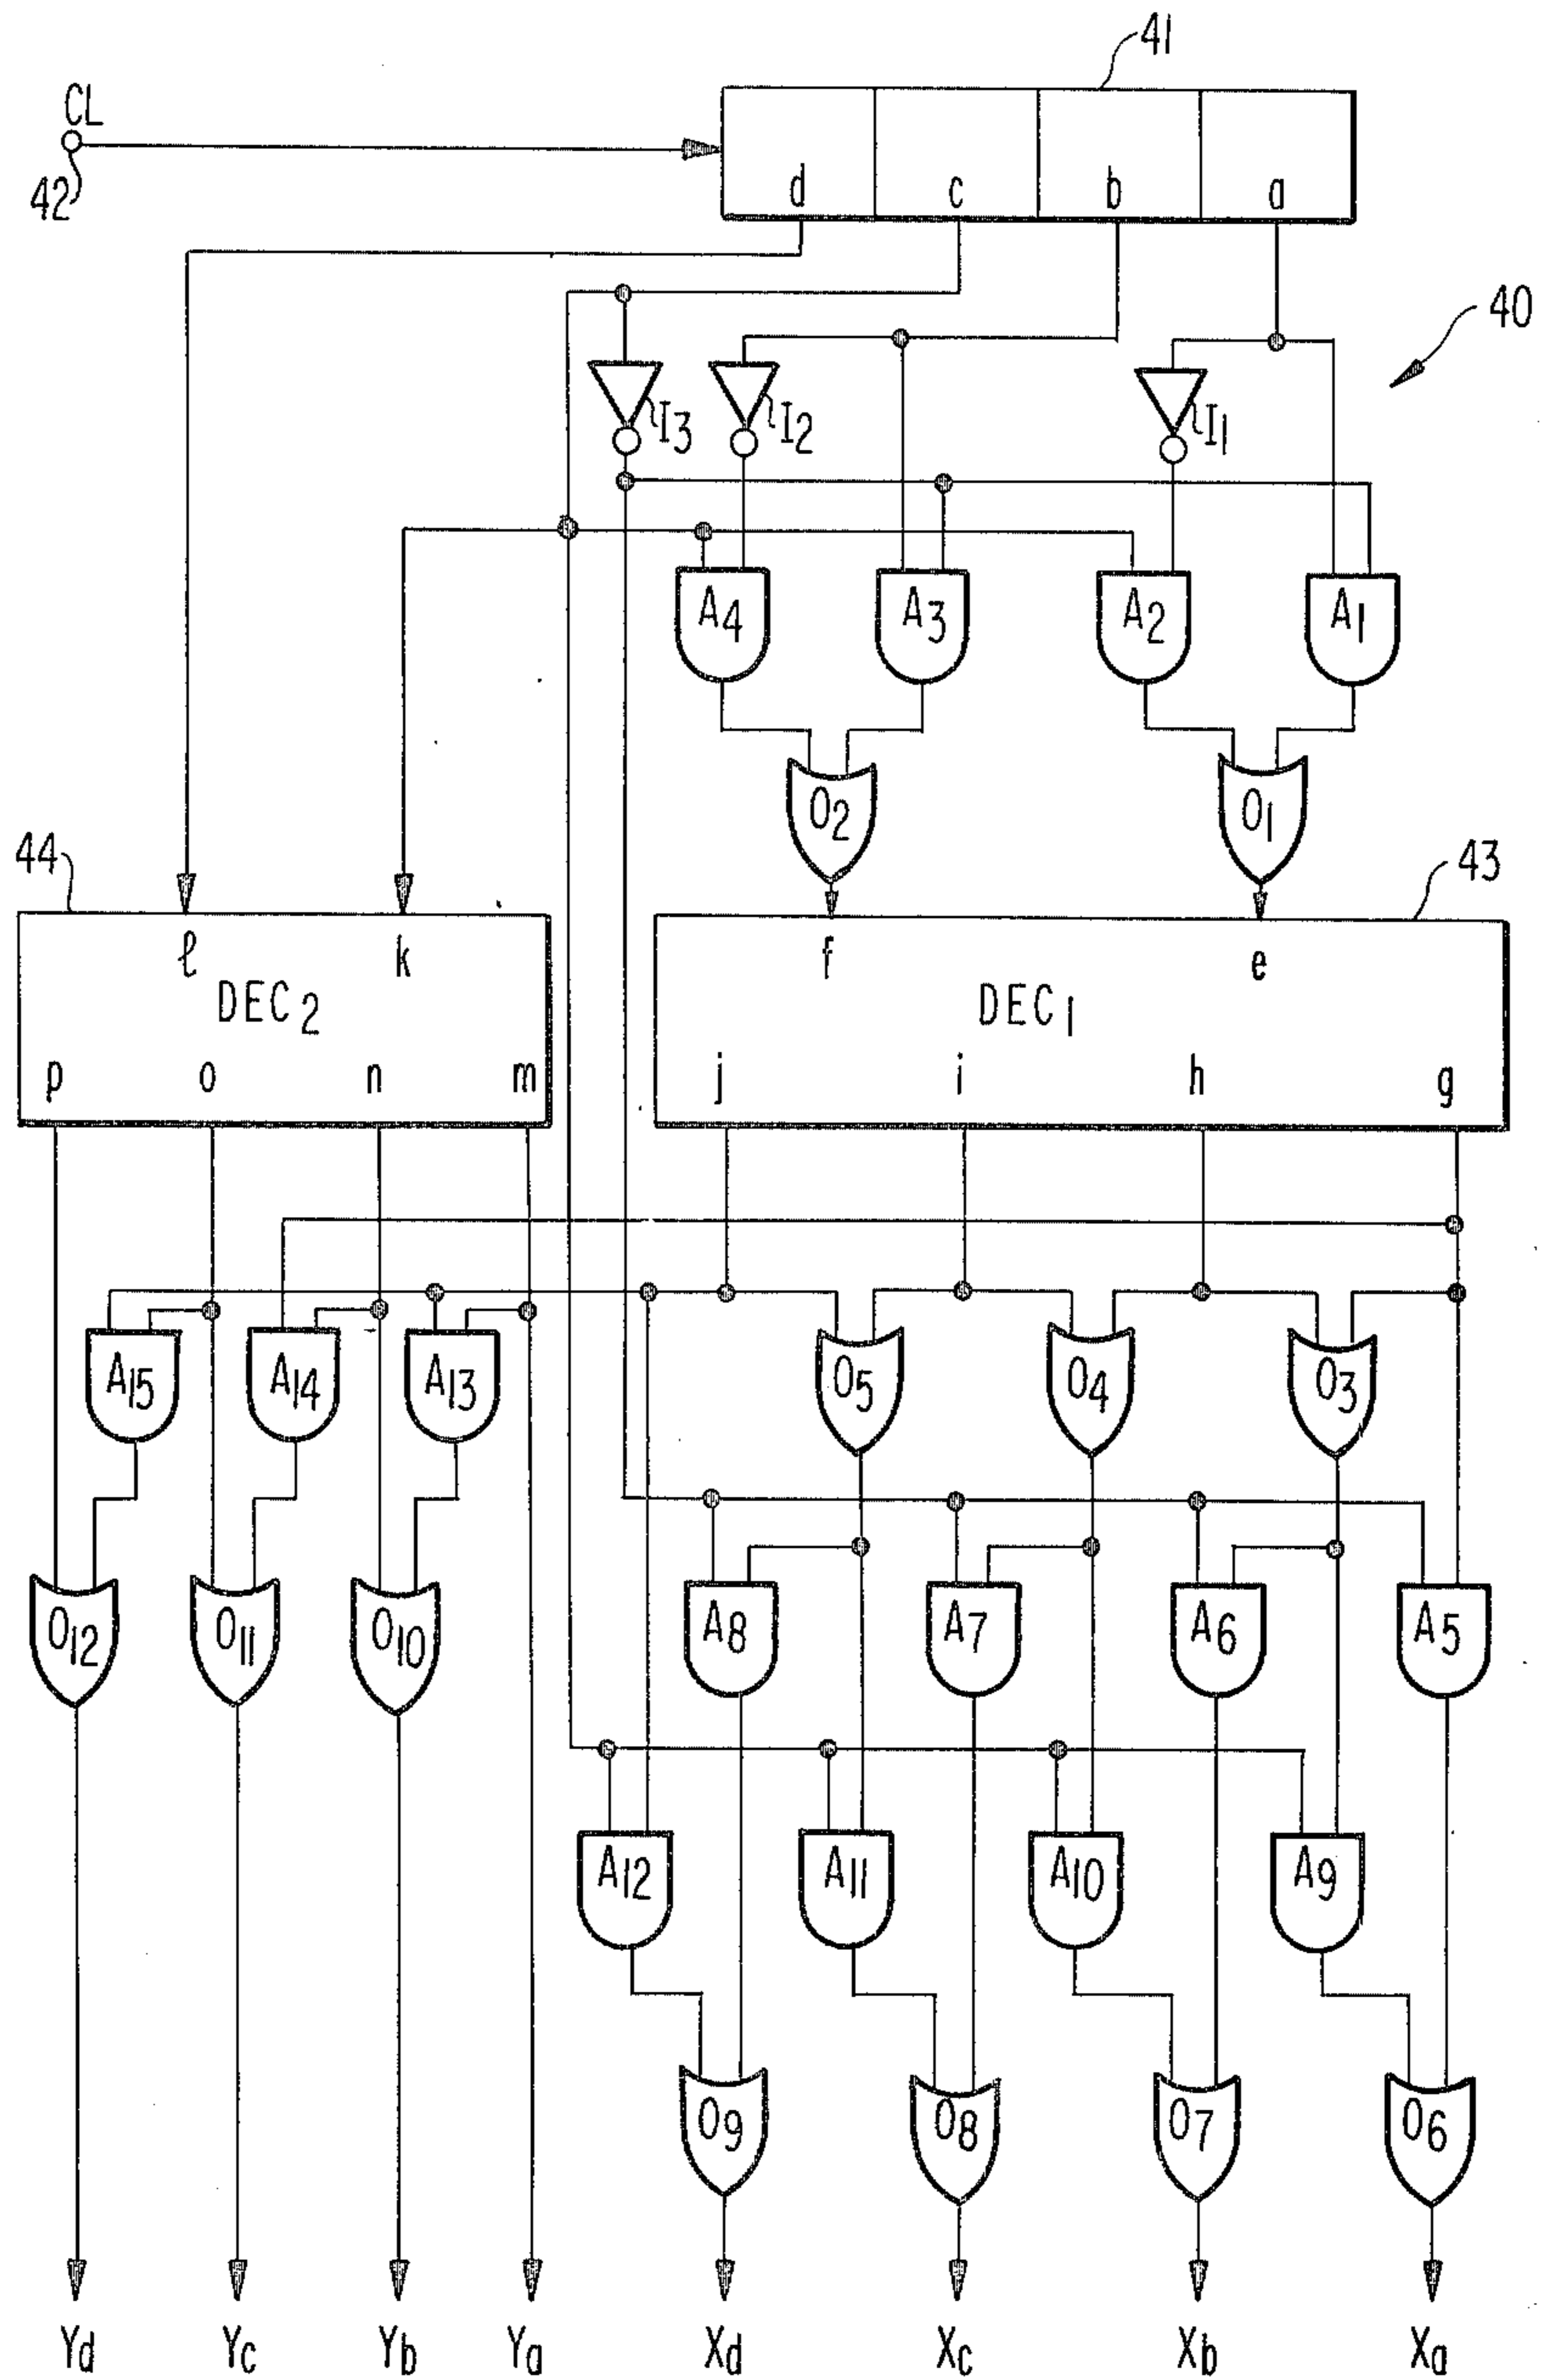 41
CL
42
d c b a
40
I3 I2 I1
A4 A3 A2 A1
O2 O1
44 43
ℓ k f e
DEC2 DEC1
p o n m j i h g
A15 A14 A13 O5 O4 O3
O12 O11 O10 A8 A7 A6 A5
A12 A11 A10 A9
O9 O8 O7 O6
Yd Yc Yb Ya Xd Xc Xb Xa